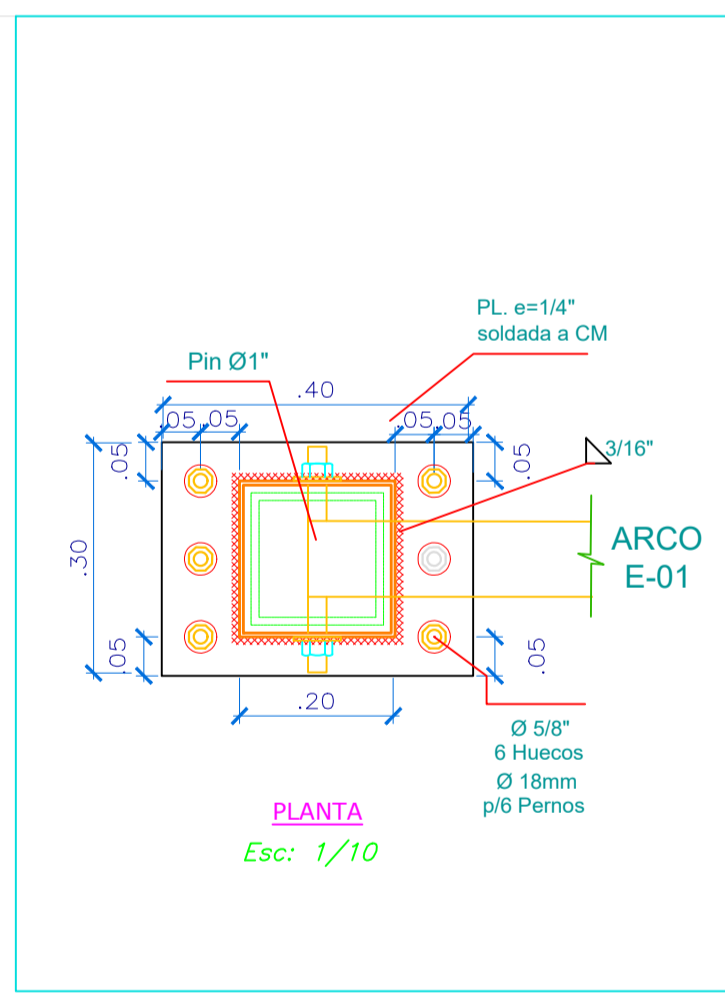 PL. e=1/4"
soldada a CM
Pin Ø1"
.40
.05
.05
.05
.05
.05
.05
3/16"
.30
ARCO
E-01
.05
.05
.20
Ø 5/8"
6 Huecos
Ø 18mm
p/6 Pernos
PLANTA
Esc: 1/10